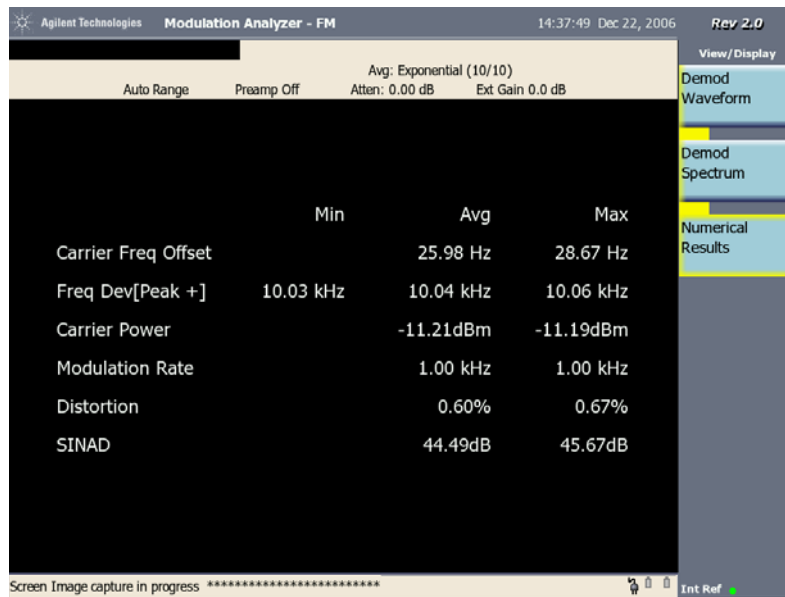 Agilent Technologies Modulation Analyzer - FM 14:37:49 Dec 22, 2006 Rev 2.0
View/Display
Avg: Exponential (10/10)
Auto Range Preamp Off Atten: 0.00 dB Ext Gain 0.0 dB
Demod
Waveform
Demod
Spectrum
Numerical
Results
Min Avg Max
Carrier Freq Offset 25.98 Hz 28.67 Hz
Freq Dev[Peak +] 10.03 kHz 10.04 kHz 10.06 kHz
Carrier Power -11.21dBm -11.19dBm
Modulation Rate 1.00 kHz 1.00 kHz
Distortion 0.60% 0.67%
SINAD 44.49dB 45.67dB
Screen Image capture in progress *************************
Int Ref